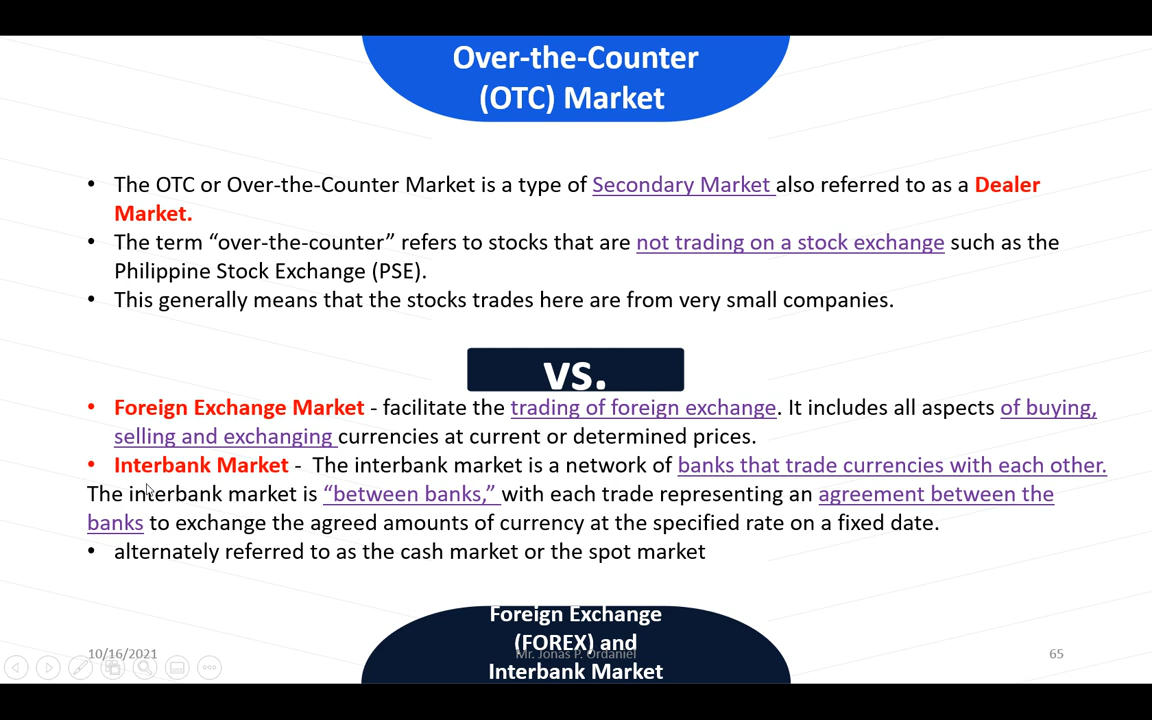 Over-the-Counter
(OTC) Market
• The OTC or Over-the-Counter Market is a type of Secondary Market also referred to as a Dealer
Market.
• The term “over-the-counter” refers to stocks that are not trading on a stock exchange such as the
Philippine Stock Exchange (PSE).
• This generally means that the stocks trades here are from very small companies.
VS.
• Foreign Exchange Market - facilitate the trading of foreign exchange. It includes all aspects of buying,
selling and exchanging currencies at current or determined prices.
• Interbank Market - The interbank market is a network of banks that trade currencies with each other.
The interbank market is “between banks,” with each trade representing an agreement between the
banks to exchange the agreed amounts of currency at the specified rate on a fixed date.
• alternately referred to as the cash market or the spot market
Foreign Exchange
(FOREX) and
Interbank Market
10/16/2021
Mr. Jonas P. Ordaniel
65